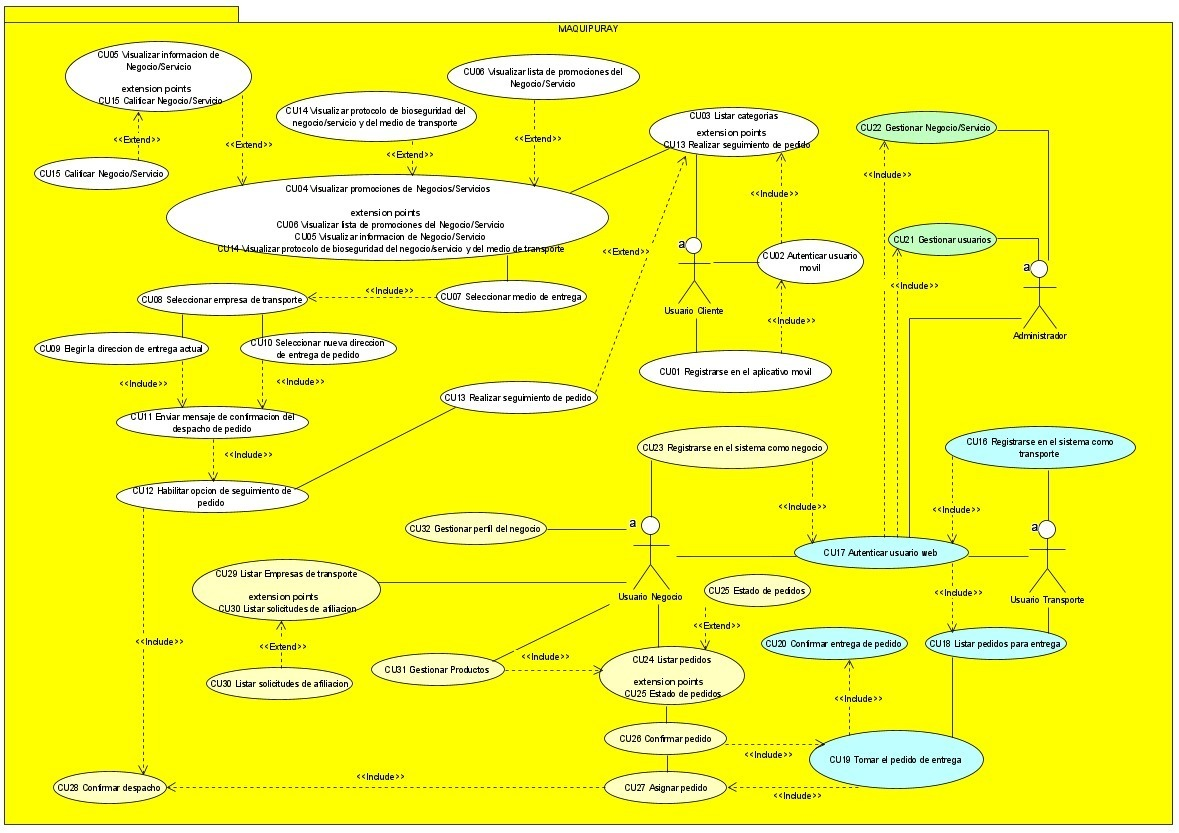 MAQUIPURAY
CU05 Visualizar informacion de
Negocio/Servicio
extension points
CU15 Calificar Negocio/Servicio
<<Extend>>
CU15 Calificar Negocio/Servicio
<<Extend>>
CU14 Visualizar protocolo de bioseguridad del
negocio/servicio y del medio de transporte
<<Extend>>
CU06 Visualizar lista de promociones del
Negocio/Servicio
<<Extend>>
CU04 Visualizar promociones de Negocios/Servicios
extension points
CU06 Visualizar lista de promociones del Negocio/Servicio
CU05 Visualizar informacion de Negocio/Servicio
CU14 Visualizar protocolo de bioseguridad del negocio/servicio y del medio de transporte
CU03 Listar categorias
extension points
CU13 Realizar seguimiento de pedido
<<Include>>
<<Extend>>
a
Usuario Cliente
CU02 Autenticar usuario
movil
<<Include>>
CU01 Registrarse en el aplicativo movil
CU22 Gestionar Negocio/Servicio
<<Include>>
CU21 Gestionar usuarios
<<Include>>
a
Administrador
CU08 Seleccionar empresa de transporte
<<Include>>
CU07 Seleccionar medio de entrega
CU09 Elegir la direccion de entrega actual
CU10 Seleccionar nueva direccion
de entrega de pedido
<<Include>>
<<Include>>
CU11 Enviar mensaje de confirmacion del
despacho de pedido
<<Include>>
CU12 Habilitar opcion de seguimiento de
pedido
CU13 Realizar seguimiento de pedido
CU23 Registrarse en el sistema como negocio
<<Include>>
CU16 Registrarse en el sistema como
transporte
<<Include>>
CU32 Gestionar perfil del negocio
a
Usuario Negocio
CU17 Autenticar usuario web
a
Usuario Transporte
CU29 Listar Empresas de transporte
extension points
CU30 Listar solicitudes de afiliacion
<<Extend>>
CU30 Listar solicitudes de afiliacion
CU25 Estado de pedidos
<<Extend>>
<<Include>>
CU20 Confirmar entrega de pedido
CU18 Listar pedidos para entrega
<<Include>>
CU31 Gestionar Productos
<<Include>>
CU24 Listar pedidos
extension points
CU25 Estado de pedidos
<<Include>>
CU26 Confirmar pedido
<<Include>>
CU19 Tomar el pedido de entrega
CU28 Confirmar despacho
<<Include>>
CU27 Asignar pedido
<<Include>>